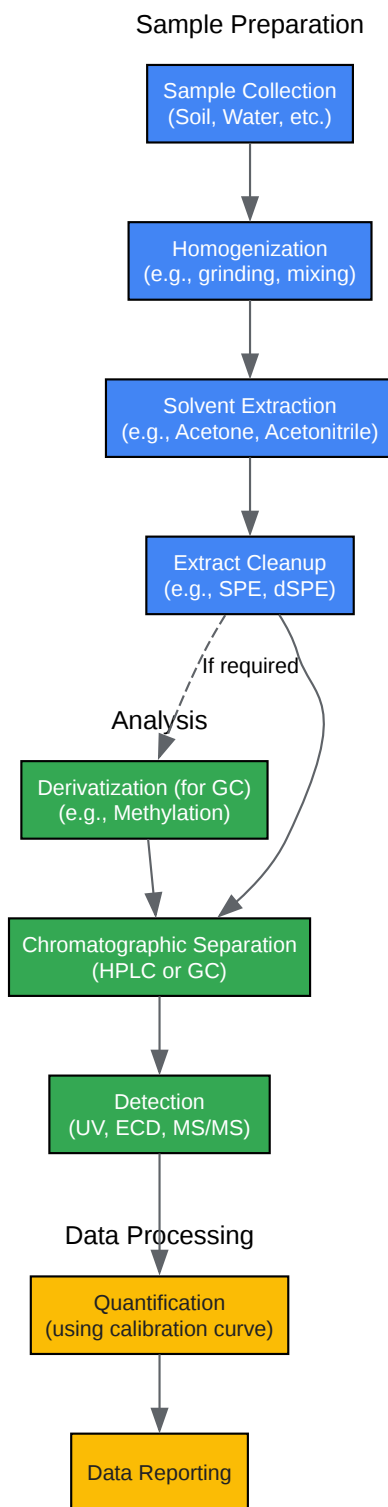 Sample Preparation
Sample Collection
(Soil, Water, etc.)
Homogenization
(e.g., grinding, mixing)
Solvent Extraction
(e.g., Acetone, Acetonitrile)
Extract Cleanup
(e.g., SPE, dSPE)
If required
Analysis
Derivatization (for GC)
(e.g., Methylation)
Chromatographic Separation
(HPLC or GC)
Detection
(UV, ECD, MS/MS)
Data Processing
Quantification
(using calibration curve)
Data Reporting